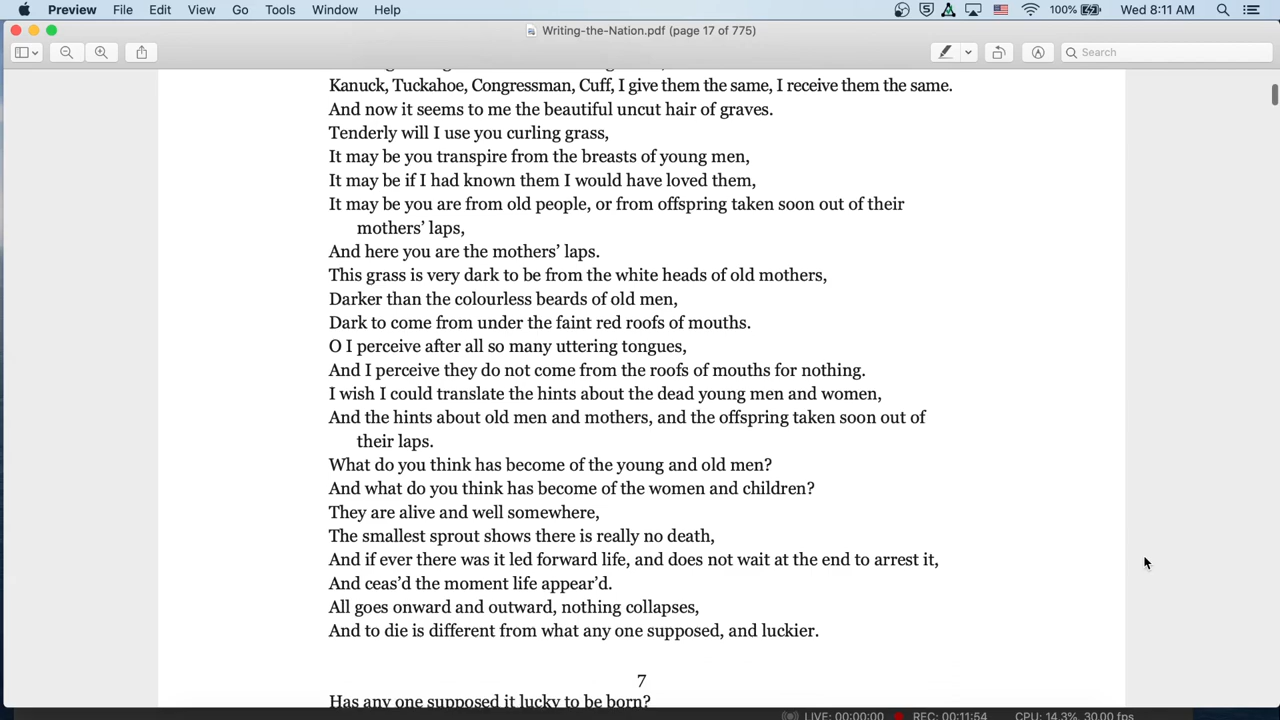 Preview File Edit View Go Tools Window Help 100% Wed 8:11 AM
Writing-the-Nation.pdf (page 17 of 775)
Search
Kanuck, Tuckahoe, Congressman, Cuff, I give them the same, I receive them the same.
And now it seems to me the beautiful uncut hair of graves.
Tenderly will I use you curling grass,
It may be you transpire from the breasts of young men,
It may be if I had known them I would have loved them,
It may be you are from old people, or from offspring taken soon out of their
mothers’ laps,
And here you are the mothers’ laps.
This grass is very dark to be from the white heads of old mothers,
Darker than the colourless beards of old men,
Dark to come from under the faint red roofs of mouths.
O I perceive after all so many uttering tongues,
And I perceive they do not come from the roofs of mouths for nothing.
I wish I could translate the hints about the dead young men and women,
And the hints about old men and mothers, and the offspring taken soon out of
their laps.
What do you think has become of the young and old men?
And what do you think has become of the women and children?
They are alive and well somewhere,
The smallest sprout shows there is really no death,
And if ever there was it led forward life, and does not wait at the end to arrest it,
And ceas’d the moment life appear’d.
All goes onward and outward, nothing collapses,
And to die is different from what any one supposed, and luckier.
7
Has any one supposed it lucky to be born?
LIVE: 00:00:00 REC: 00:11:54 CPU: 14.3%, 30.00 fps